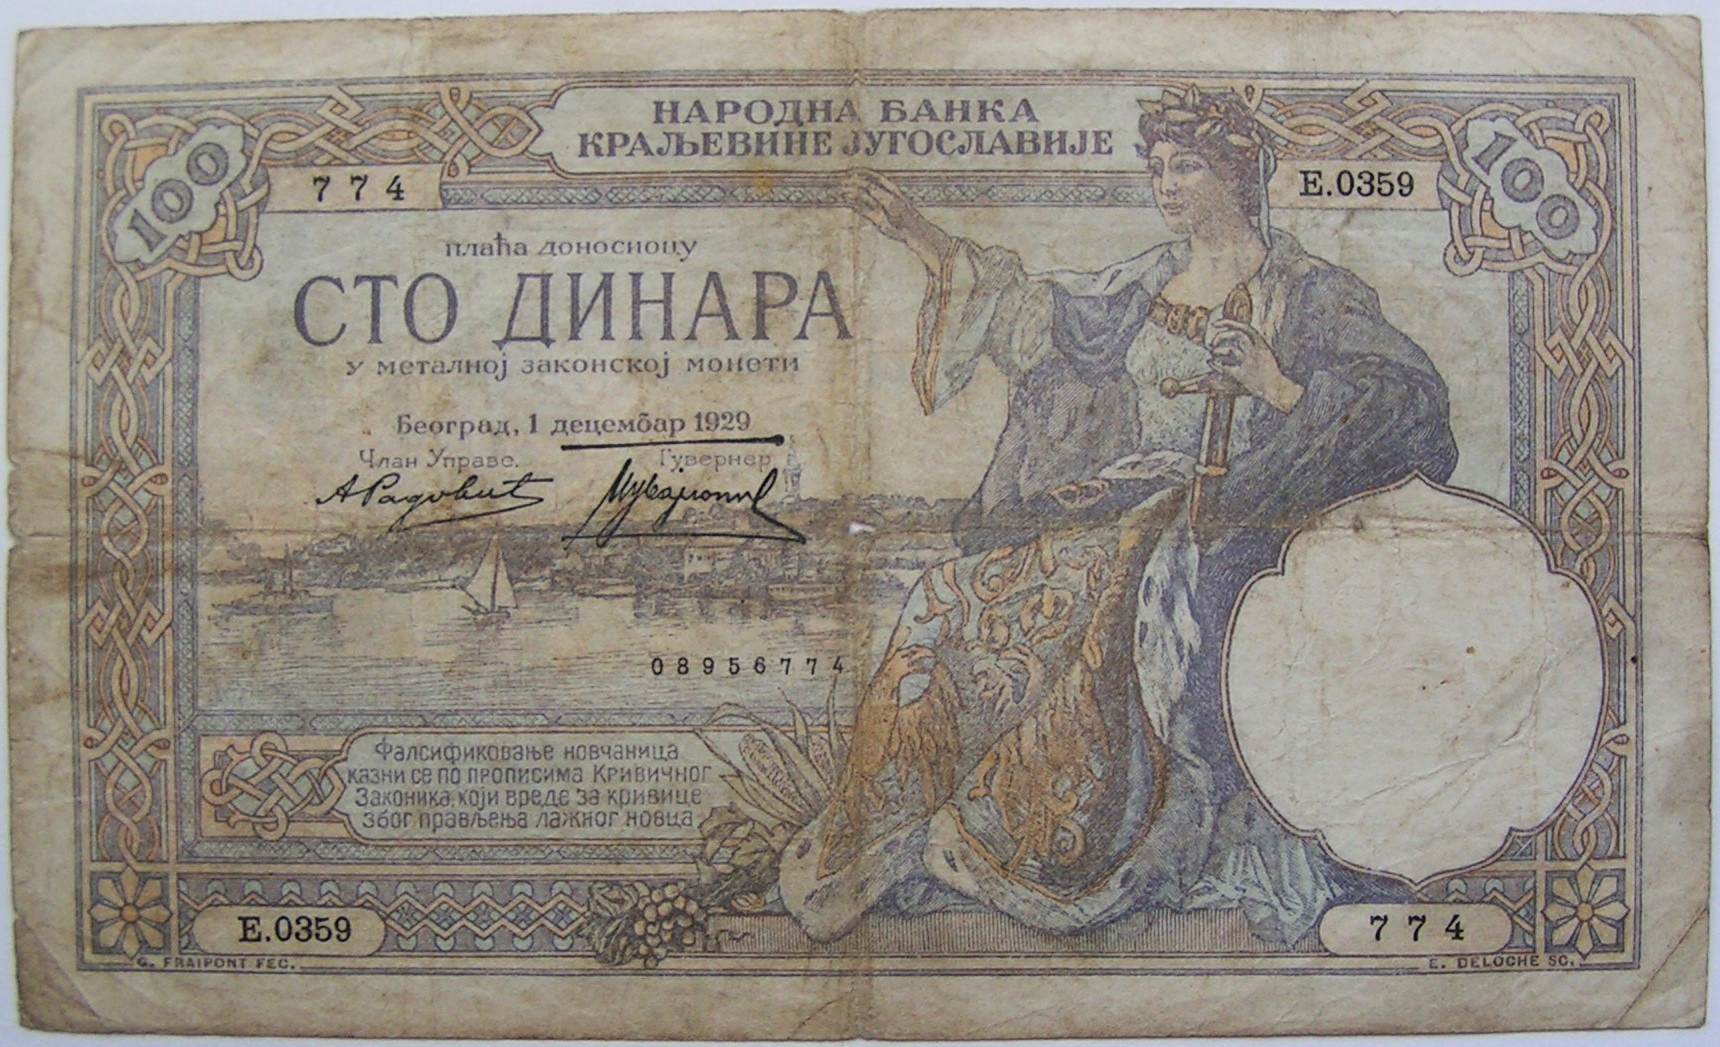 НАРОДНА БАНКА
КРАЉЕВИНЕ ЈУГОСЛАВИЈЕ
100
774
E.0359
100
плаћа доносиоцу
СТО ДИНАРА
у металној законској монети
Београд, 1 децембар 1929
Члан Управе.
Гувернер
А Радовић
08956774
Фалсификовање новчаница
казни се по прописима Кривичног
Законика, који вреде за кривице
због прављења лажног новца
E.0359
774
G. FRAIPONT FEC.
E. DELOCHE SC.